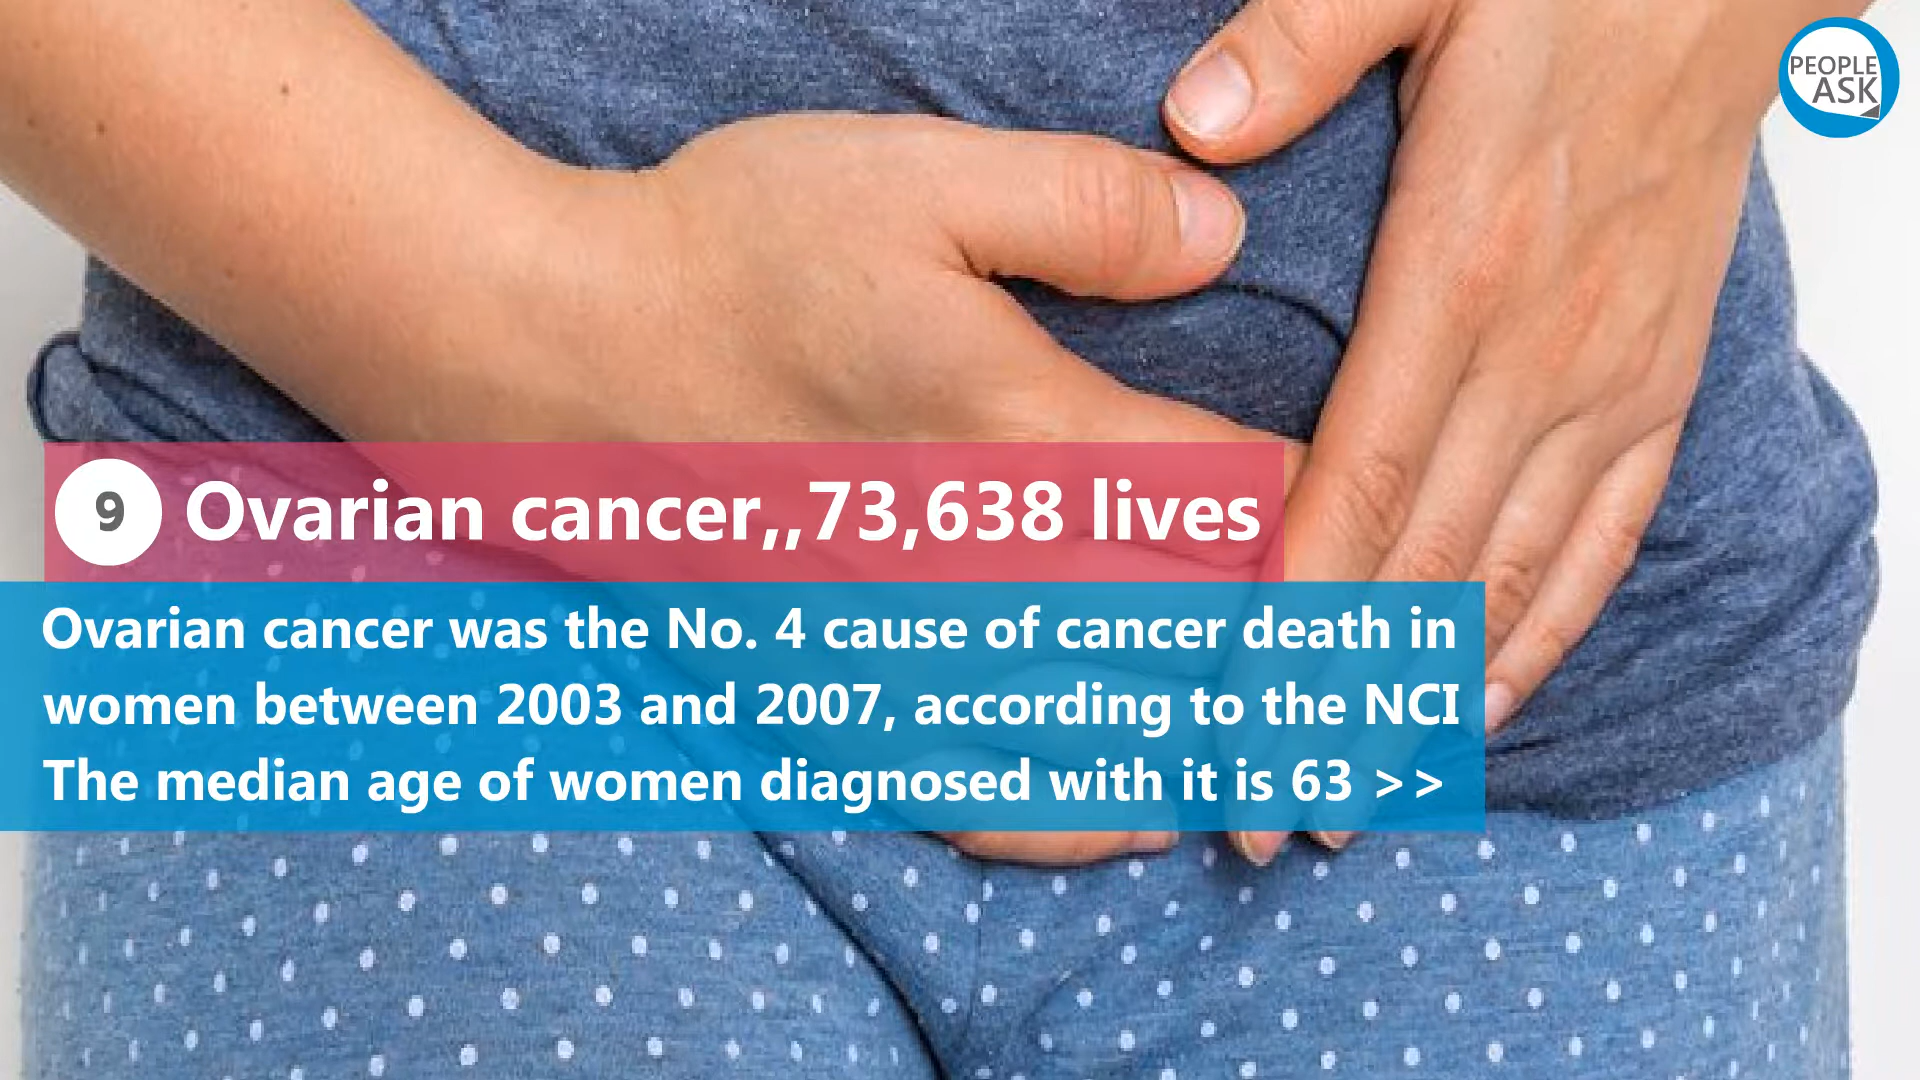 PEOPLE
ASK
9 Ovarian cancer,,73,638 lives
Ovarian cancer was the No. 4 cause of cancer death in
women between 2003 and 2007, according to the NCI
The median age of women diagnosed with it is 63 >>